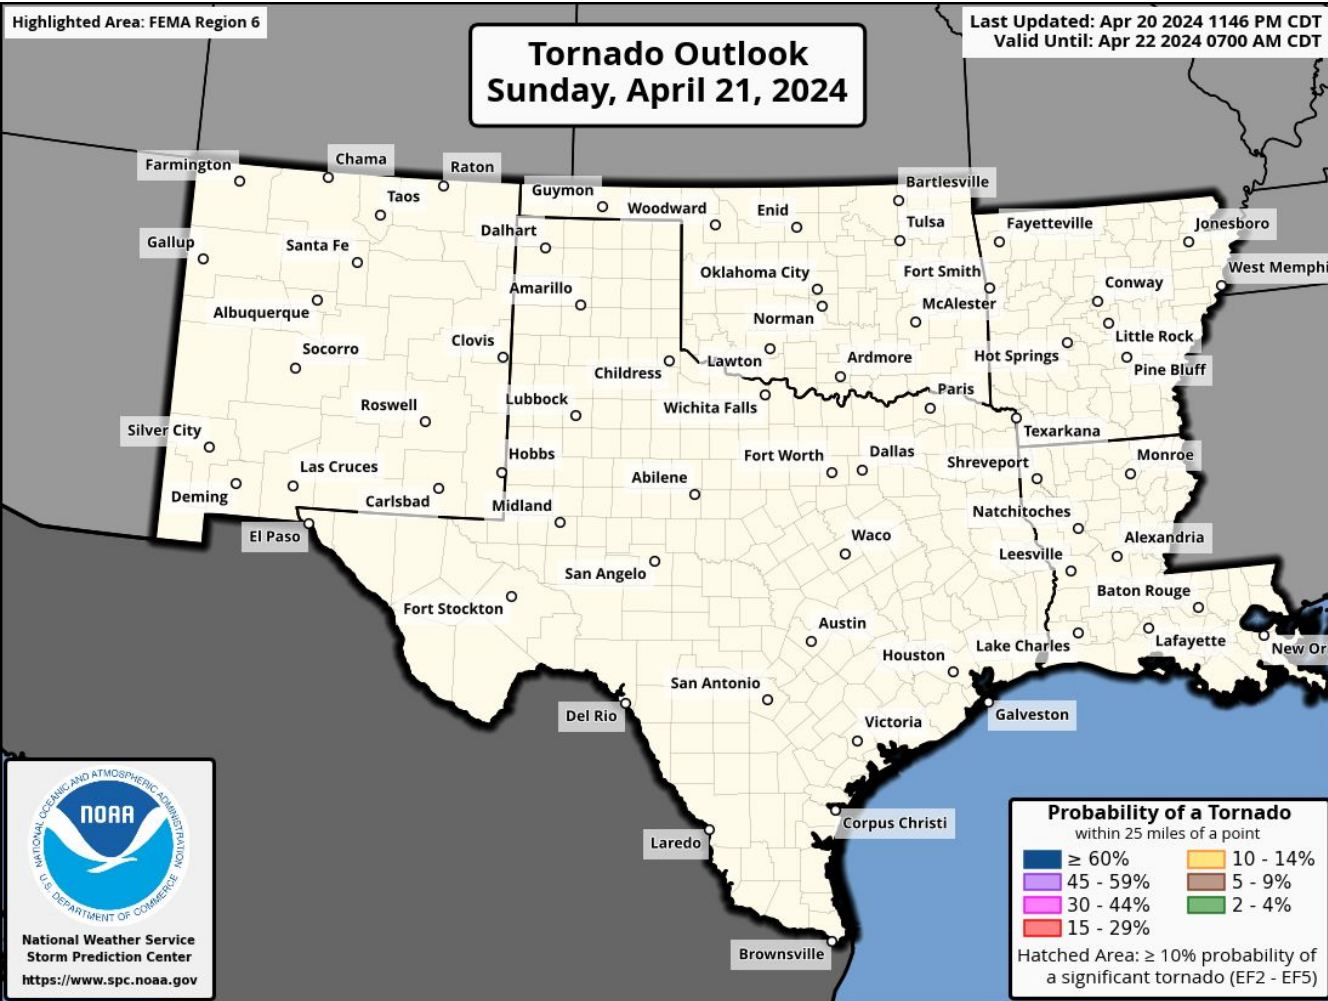 Highlighted Area: FEMA Region 6
Tornado Outlook
Sunday, April 21, 2024
Last Updated: Apr 20 2024 1146 PM CDT
Valid Until: Apr 22 2024 0700 AM CDT
Farmington
Chama
Raton
Taos
Guymon
Woodward
Enid
Bartlesville
Tulsa
Fayetteville
Jonesboro
Gallup
Santa Fe
Dalhart
Oklahoma City
Fort Smith
West Memphi
Amarillo
McAlester
Conway
Albuquerque
Norman
Socorro
Clovis
Childress
Lawton
Ardmore
Hot Springs
Little Rock
Pine Bluff
Roswell
Lubbock
Wichita Falls
Paris
Silver City
Texarkana
Las Cruces
Hobbs
Abilene
Fort Worth
Dallas
Shreveport
Monroe
Deming
Carlsbad
Midland
Natchitoches
El Paso
San Angelo
Waco
Leesville
Alexandria
Fort Stockton
Baton Rouge
Austin
Lake Charles
Lafayette
New Or
Houston
San Antonio
Del Rio
Victoria
Galveston
Laredo
Corpus Christi
Brownsville
NATIONAL OCEANIC AND ATMOSPHERIC ADMINISTRATION
NOAA
U.S. DEPARTMENT OF COMMERCE
National Weather Service
Storm Prediction Center
https://www.spc.noaa.gov
Probability of a Tornado
within 25 miles of a point
≥ 60%
10 - 14%
45 - 59%
5 - 9%
30 - 44%
2 - 4%
15 - 29%
Hatched Area: ≥ 10% probability of
a significant tornado (EF2 - EF5)